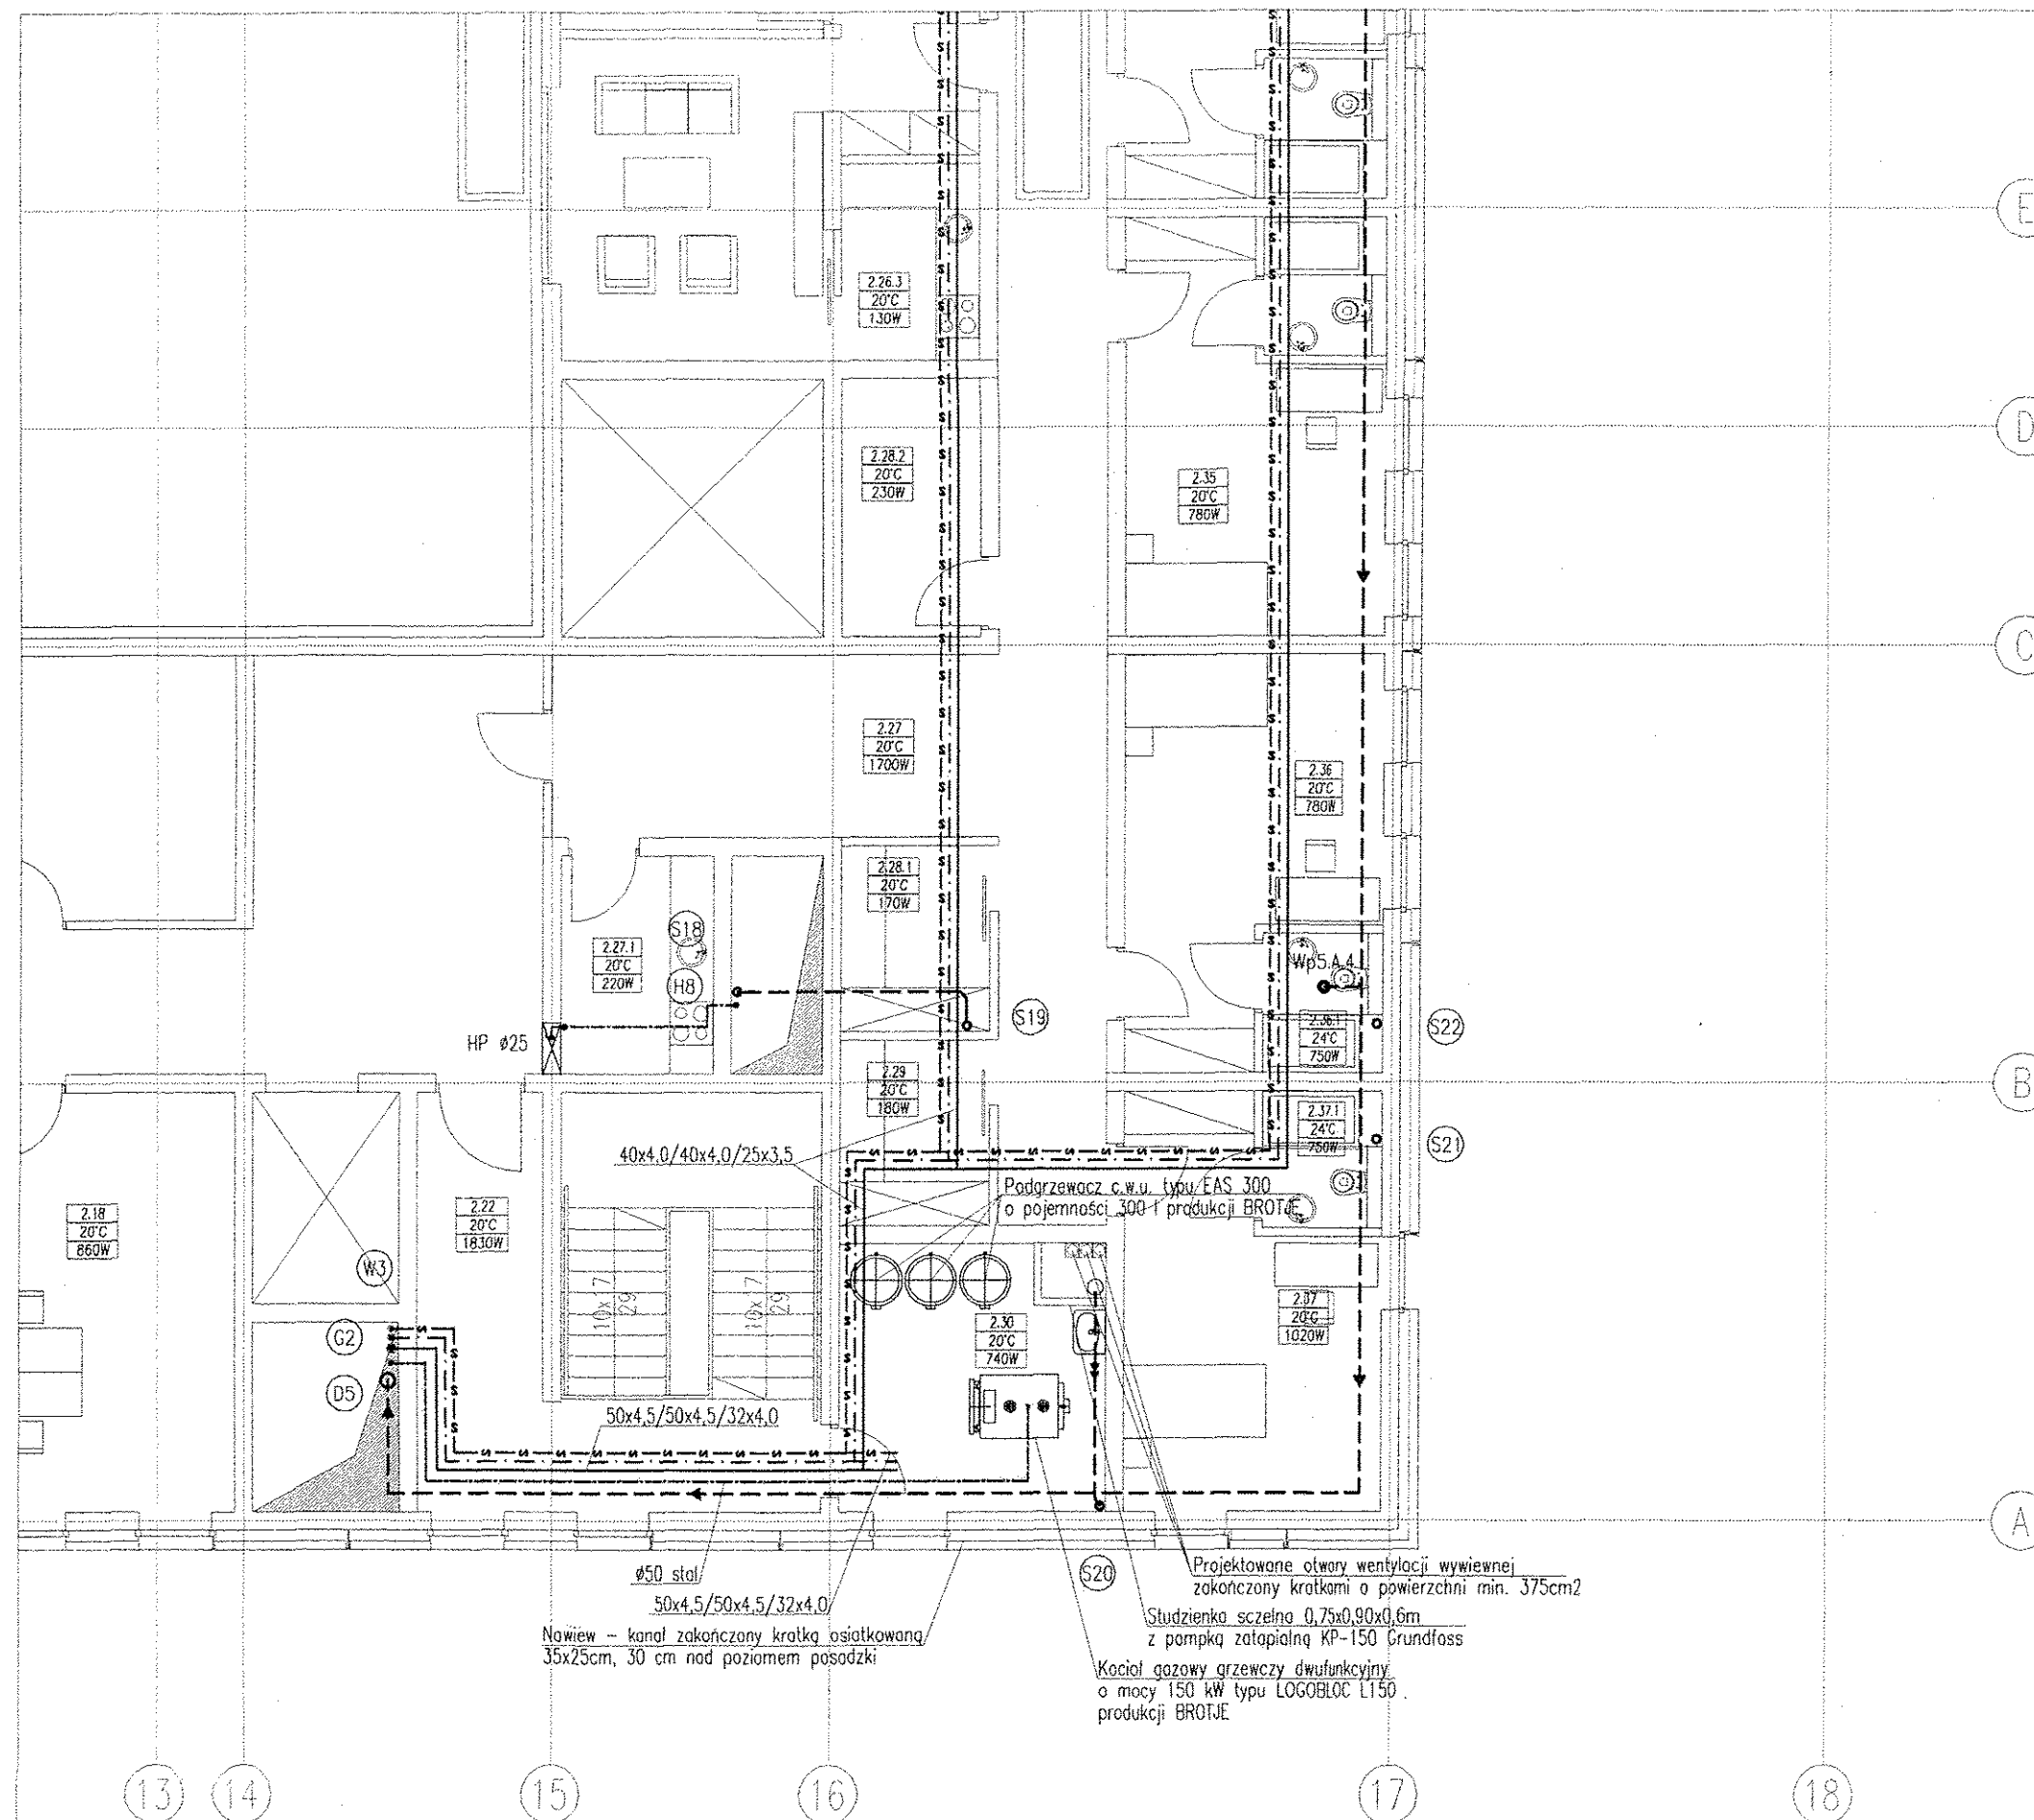 E
2.26.3
20°C
130W
D
2.28.2
20°C
230W
2.35
20°C
780W
C
2.27
20°C
1700W
2.36
20°C
780W
2.28.1
20°C
170W
S18
2.27.1
20°C
220W
H8
Wp5.A.4
HP ø25
S19
S22
2.36.1
24°C
750W
2.29
20°C
180W
B
2.37.1
24°C
750W
S21
40x4,0/40x4,0/25x3,5
Podgrzewacz c.w.u. typu EAS 300
o pojemności 300 l produkcji BROTJE
2.18
20°C
860W
2.22
20°C
1830W
W3
10x17
29
10x17
29
2.30
20°C
740W
2.37
20°C
1020W
G2
D5
50x4,5/50x4,5/32x4,0
A
ø50 stal
50x4,5/50x4,5/32x4,0
Nawiew – kanał zakończony kratką osiatkowaną
35x25cm, 30 cm nad poziomem posadzki
S20
Projektowane otwory wentylacji wywiewnej
zakończony kratkami o powierzchni min. 375cm2
Studzienka sczelna 0,75x0,90x0,6m
z pompką zatapialną KP-150 Grundfoss
Kocioł gazowy grzewczy dwufunkcyjny
o mocy 150 kW typu LOGOBLOC L150
produkcji BROTJE
13
14
15
16
17
18